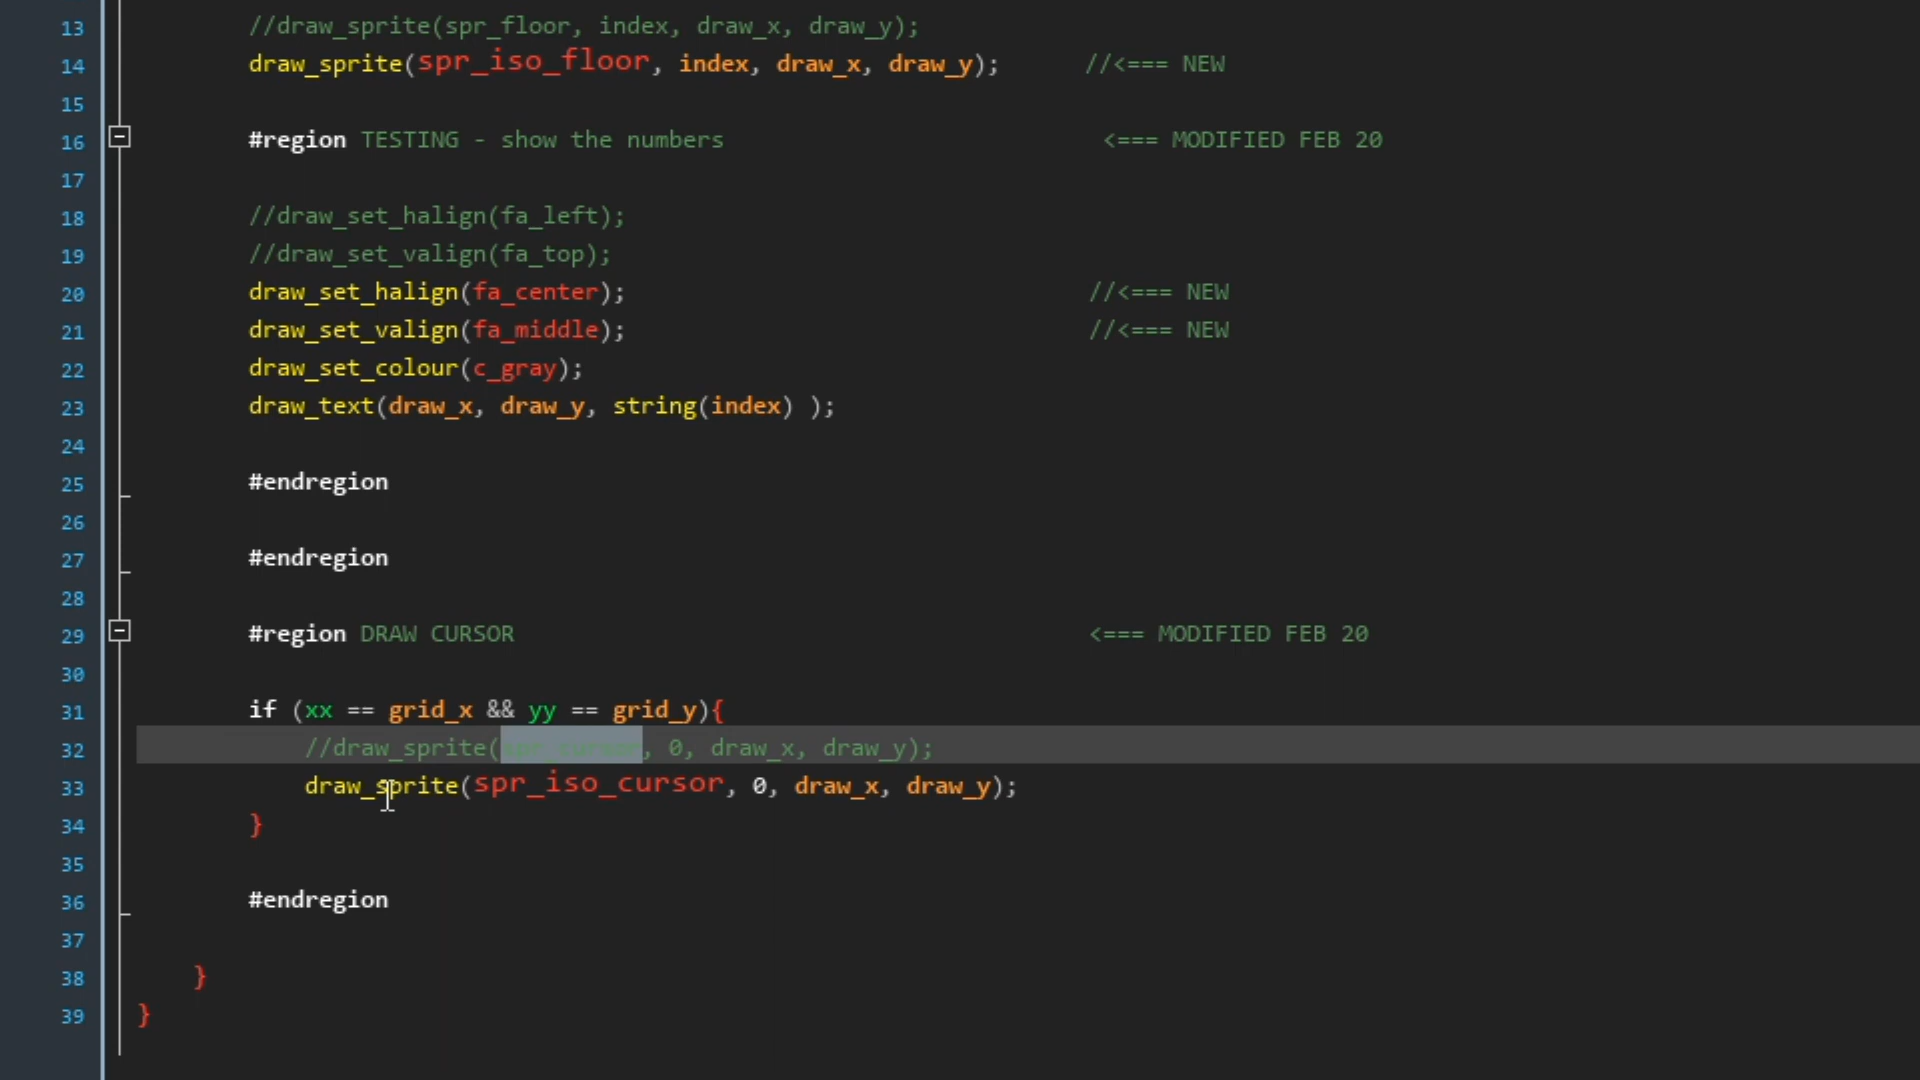 13 //draw_sprite(spr_floor, index, draw_x, draw_y);
14 draw_sprite(spr_iso_floor, index, draw_x, draw_y); //<=== NEW
15
16 #region TESTING - show the numbers <=== MODIFIED FEB 20
17
18 //draw_set_halign(fa_left);
19 //draw_set_valign(fa_top);
20 draw_set_halign(fa_center); //<=== NEW
21 draw_set_valign(fa_middle); //<=== NEW
22 draw_set_colour(c_gray);
23 draw_text(draw_x, draw_y, string(index) );
24
25 #endregion
26
27 #endregion
28
29 #region DRAW CURSOR <=== MODIFIED FEB 20
30
31 if (xx == grid_x && yy == grid_y){
32 //draw_sprite(spr_cursor, 0, draw_x, draw_y);
33 draw_sprite(spr_iso_cursor, 0, draw_x, draw_y);
34 }
35
36 #endregion
37
38 }
39 }